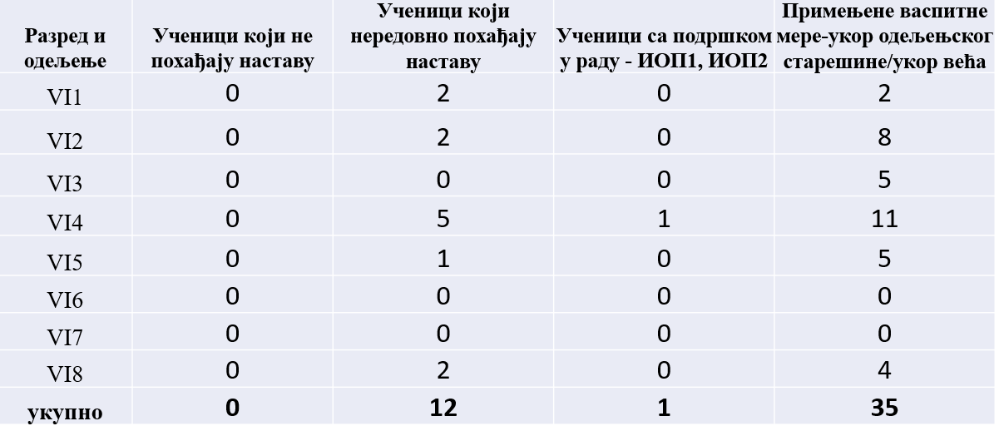 Разред и одељење | Ученици који не похађају наставу | Ученици који нередовно похађају наставу | Ученици са подршком у раду - ИОП1, ИОП2 | Примењене васпитне мере-укор одељењског старешине/укор већа
VI1 0 2 0 2
VI2 0 2 0 8
VI3 0 0 0 5
VI4 0 5 1 11
VI5 0 1 0 5
VI6 0 0 0 0
VI7 0 0 0 0
VI8 0 2 0 4
укупно 0 12 1 35